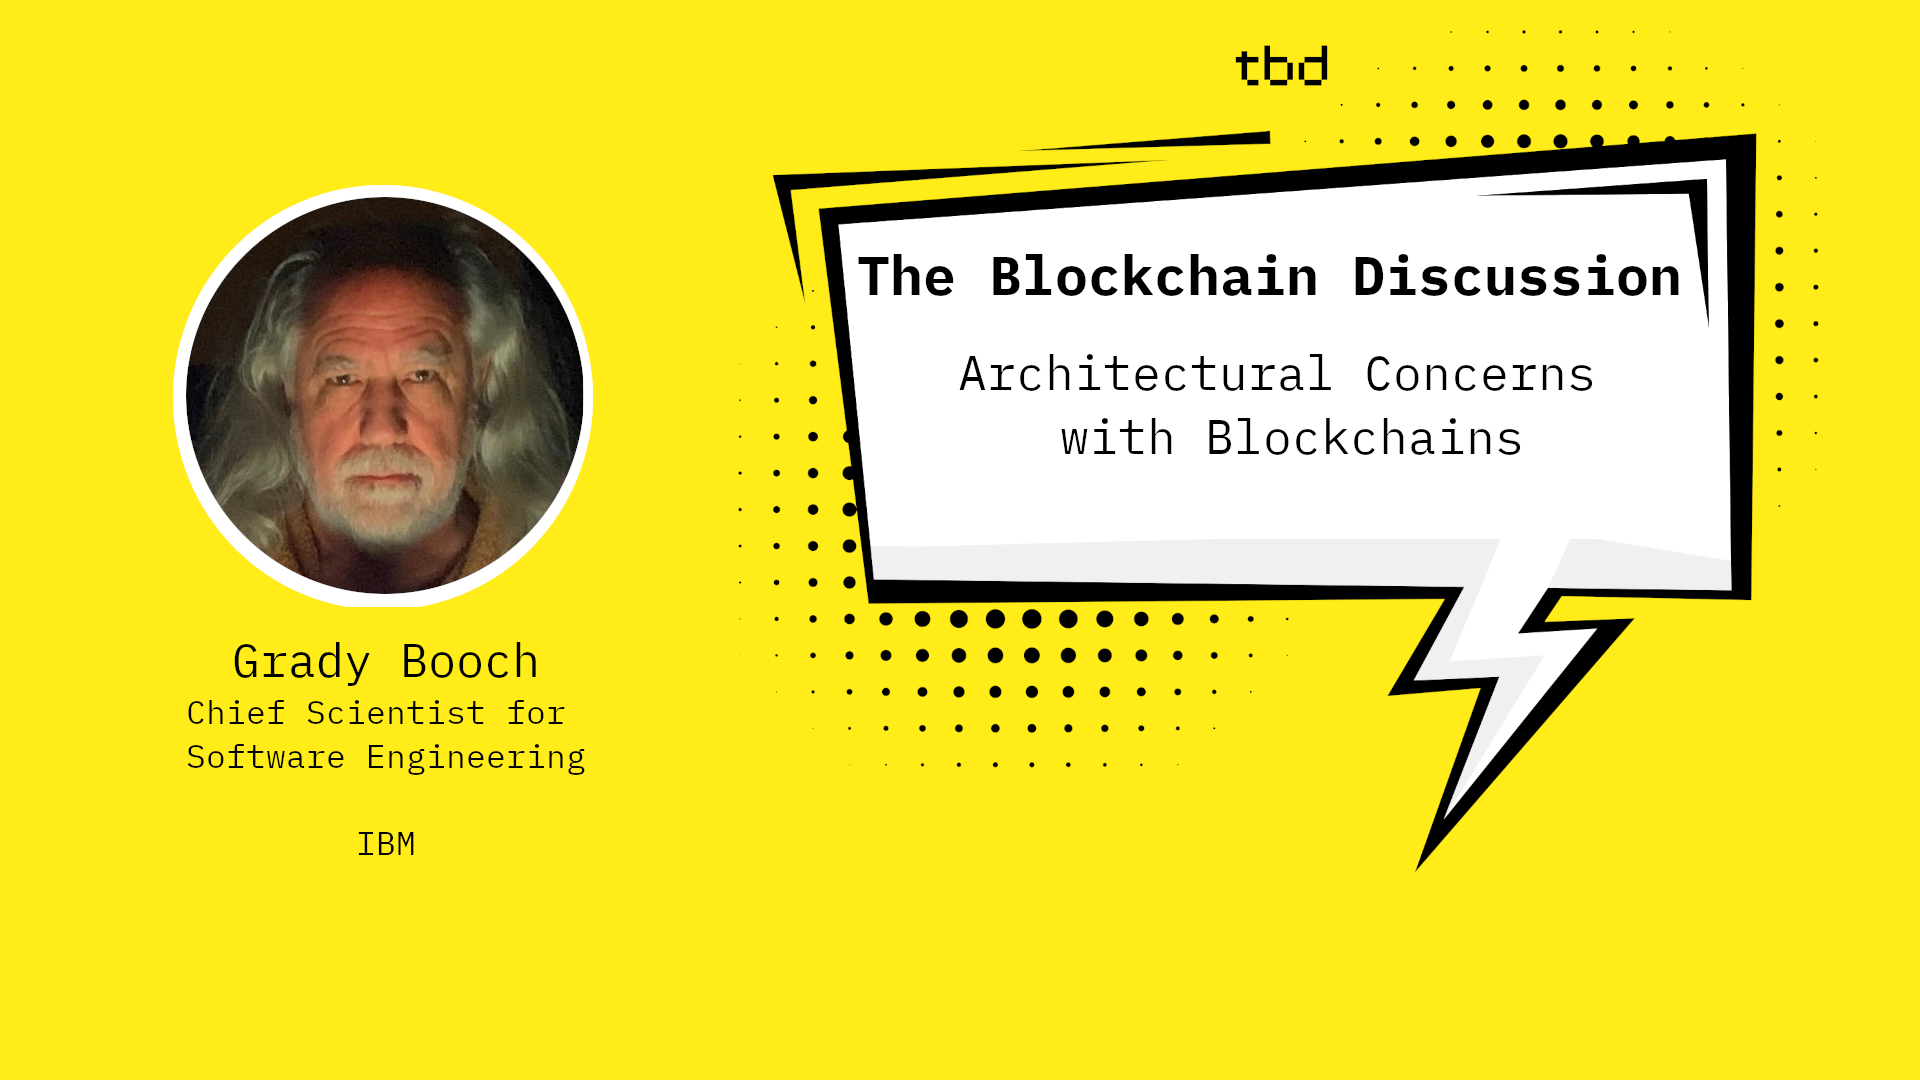 tbd
The Blockchain Discussion
Architectural Concerns
with Blockchains
Grady Booch
Chief Scientist for
Software Engineering
IBM